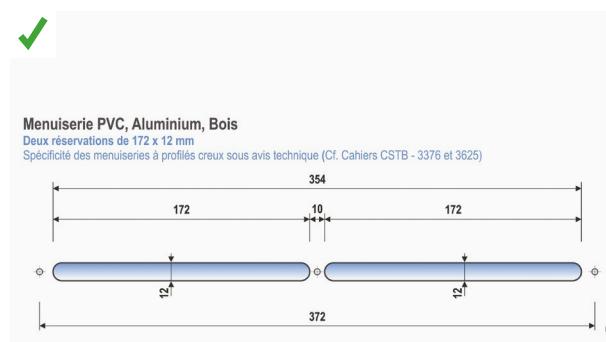 Menuiserie PVC, Aluminium, Bois
Deux réservations de 172 x 12 mm
Spécificité des menuiseries à profilés creux sous avis technique (Cf. Cahiers CSTB - 3376 et 3625)
354
172 10 172
12 12
372